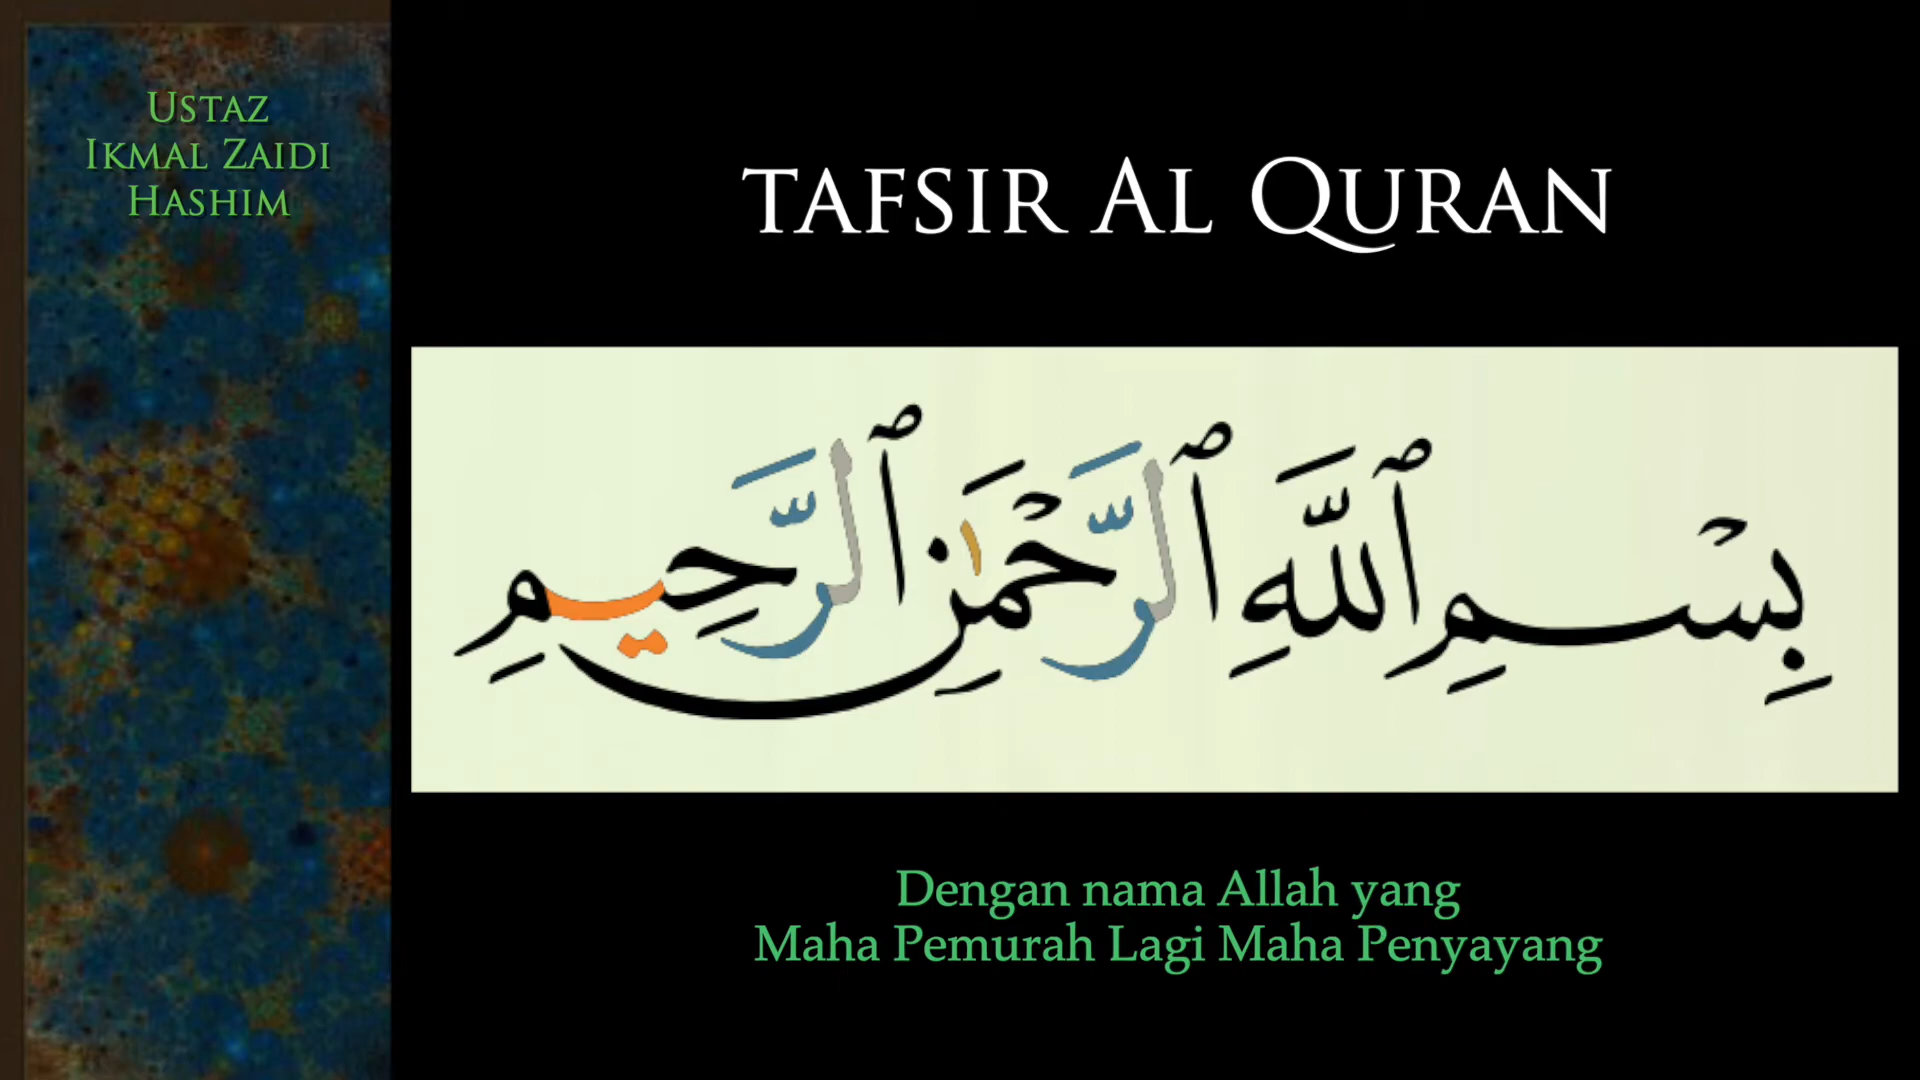 Ustaz
Ikmal Zaidi
Hashim
tafsir Al Quran
بِسْمِ ٱللَّهِ ٱلرَّحْمَـٰنِ ٱلرَّحِيمِ
Dengan nama Allah yang
Maha Pemurah Lagi Maha Penyayang